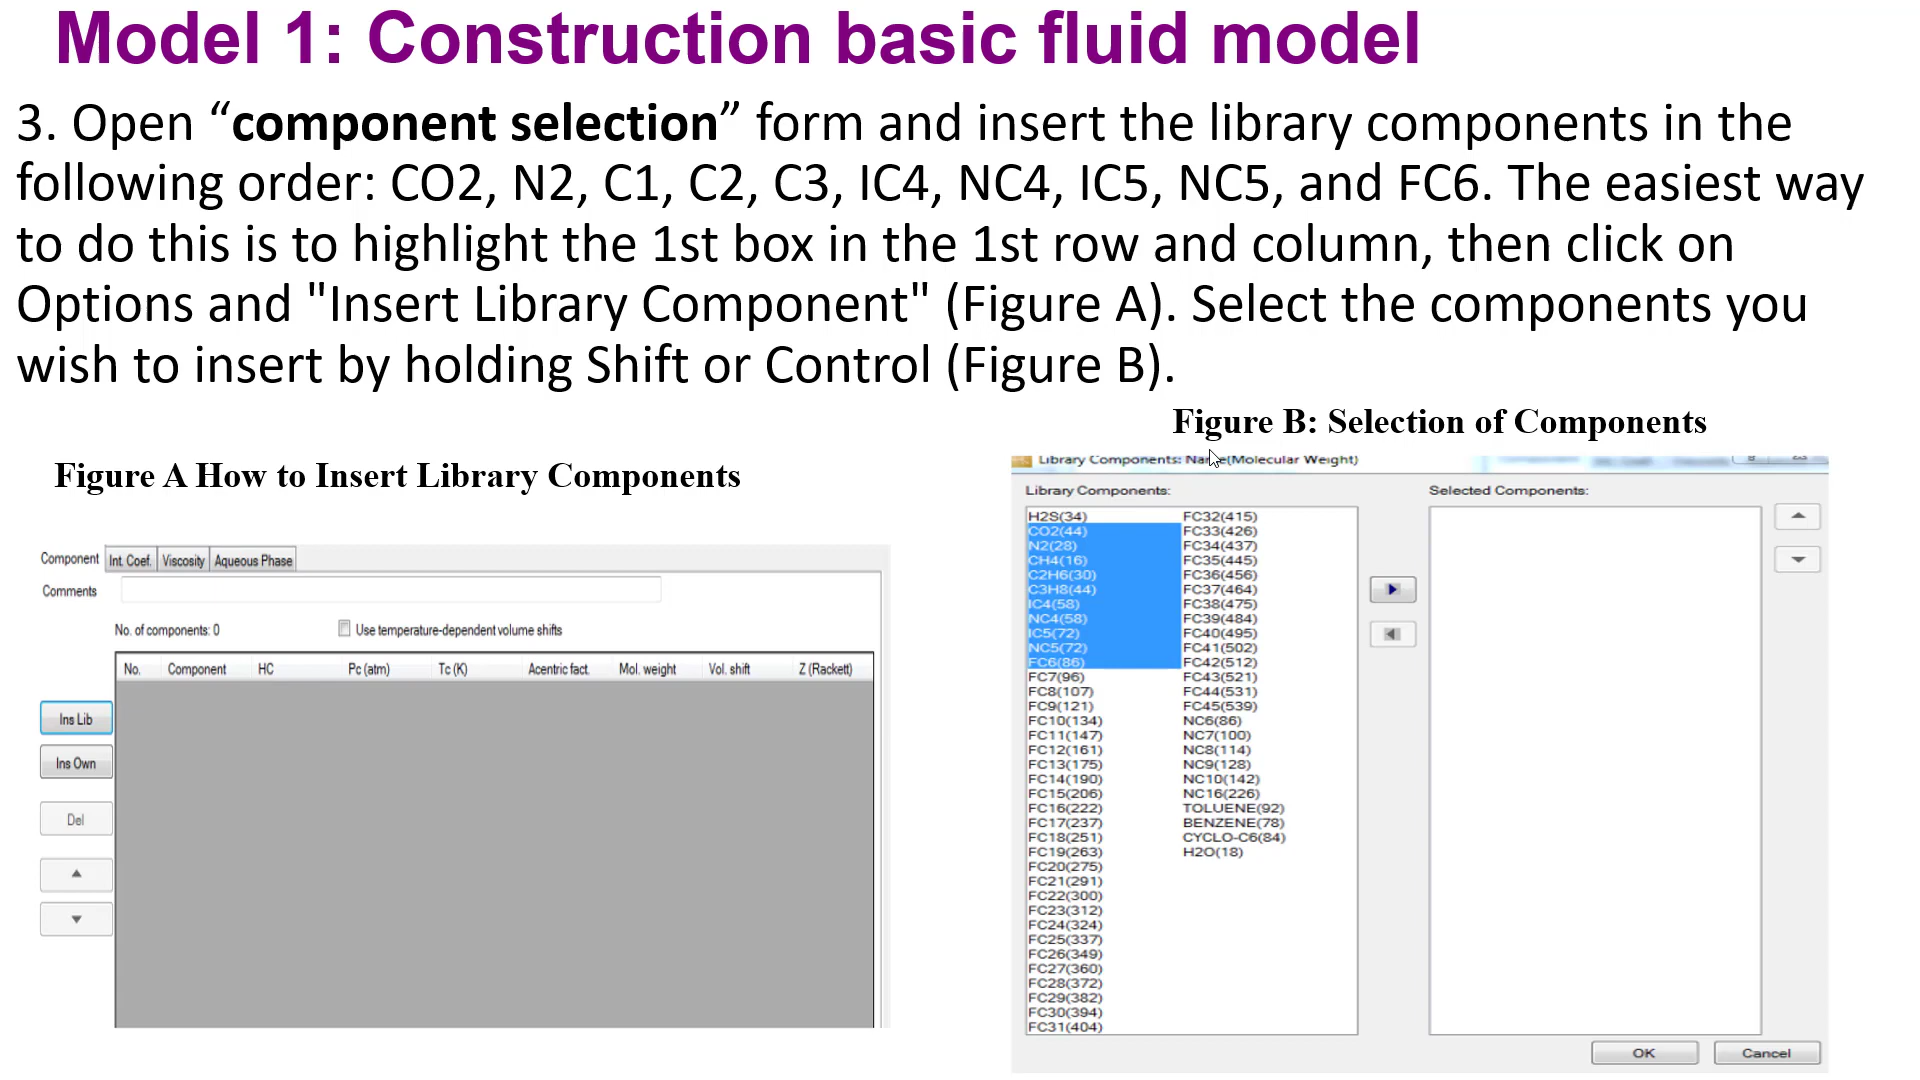 Model 1: Construction basic fluid model
3. Open “component selection” form and insert the library components in the
following order: CO2, N2, C1, C2, C3, IC4, NC4, IC5, NC5, and FC6. The easiest way
to do this is to highlight the 1st box in the 1st row and column, then click on
Options and "Insert Library Component" (Figure A). Select the components you
wish to insert by holding Shift or Control (Figure B).
Figure B: Selection of Components
Figure A How to Insert Library Components
Component Int. Coef. Viscosity Aqueous Phase
Comments
No. of components: 0 Use temperature-dependent volume shifts
No. Component HC Pc (atm) Tc (K) Acentric fact. Mol. weight Vol. shift Z (Rackett)
Ins Lib
Ins Own
Del
Library Components: Name(Molecular Weight)
Library Components: Selected Components:
H2S(34) FC32(415)
CO2(44) FC33(426)
N2(28) FC34(437)
CH4(16) FC35(445)
C2H6(30) FC36(456)
C3H8(44) FC37(464)
IC4(58) FC38(475)
NC4(58) FC39(484)
IC5(72) FC40(495)
NC5(72) FC41(502)
FC6(86) FC42(512)
FC7(96) FC43(521)
FC8(107) FC44(531)
FC9(121) FC45(539)
FC10(134) NC6(86)
FC11(147) NC7(100)
FC12(161) NC8(114)
FC13(175) NC9(128)
FC14(190) NC10(142)
FC15(206) NC16(226)
FC16(222) TOLUENE(92)
FC17(237) BENZENE(78)
FC18(251) CYCLO-C6(84)
FC19(263) H2O(18)
FC20(275)
FC21(291)
FC22(300)
FC23(312)
FC24(324)
FC25(337)
FC26(349)
FC27(360)
FC28(372)
FC29(382)
FC30(394)
FC31(404)
OK Cancel